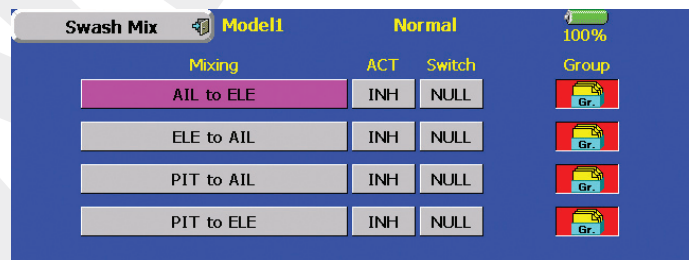 Swash Mix Model1 Normal 100%
Mixing ACT Switch Group
AIL to ELE INH NULL Gr.
ELE to AIL INH NULL Gr.
PIT to AIL INH NULL Gr.
PIT to ELE INH NULL Gr.